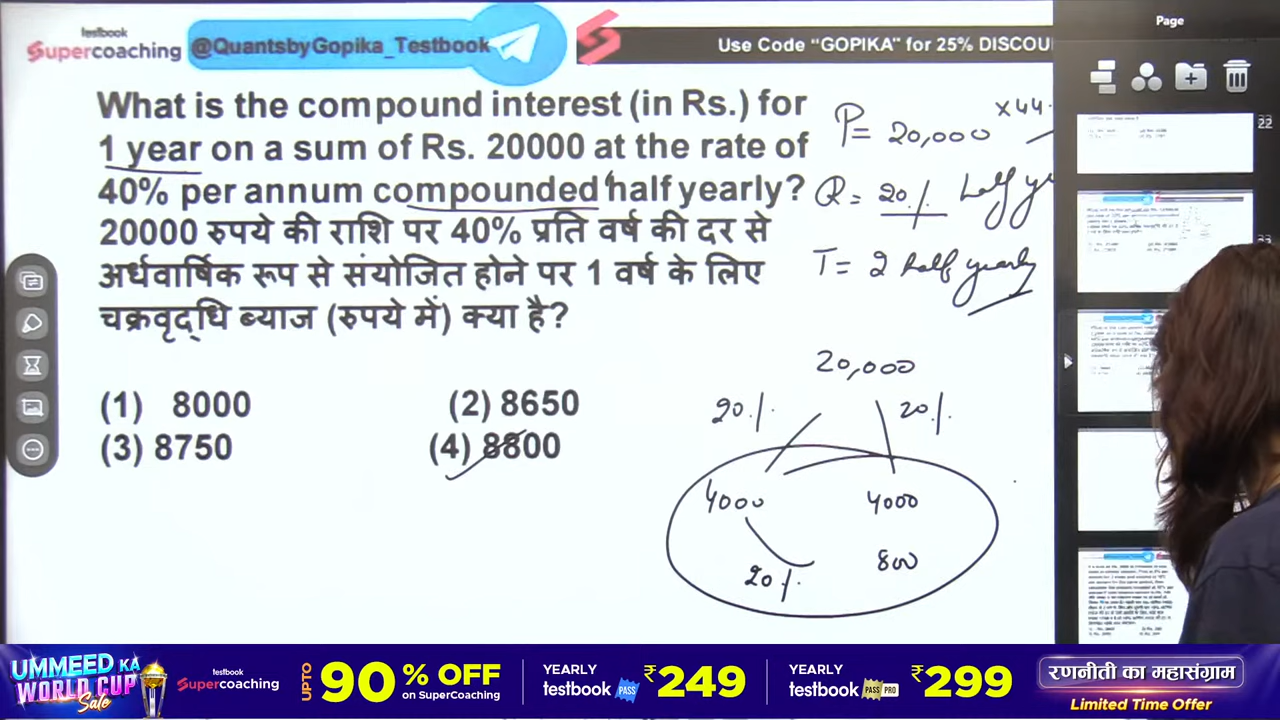 testbook
Supercoaching
@QuantsbyGopika_Testbook
Use Code “GOPIKA" for 25% DISCOU
Page
What is the compound interest (in Rs.) for
1 year on a sum of Rs. 20000 at the rate of
40% per annum compounded half yearly?
20000 रुपये की राशि पर 40% प्रति वर्ष की दर से
अर्धवार्षिक रूप से संयोजित होने पर 1 वर्ष के लिए
चक्रवृद्धि ब्याज (रुपये में) क्या है?
(1) 8000
(2) 8650
(3) 8750
(4) 8800
P= 20,000 ×44.
R= 20% half ye
T= 2 half yearly
20,000
20%. 20%.
4000 4000
20%. 800
22
23
UMMEED KA
WORLD CUP
Sale
testbook
Supercoaching
UPTO 90% OFF
on SuperCoaching
YEARLY
testbook PASS
₹249
YEARLY
testbook PASS PRO
₹299
रणनीती का महासंग्राम
Limited Time Offer